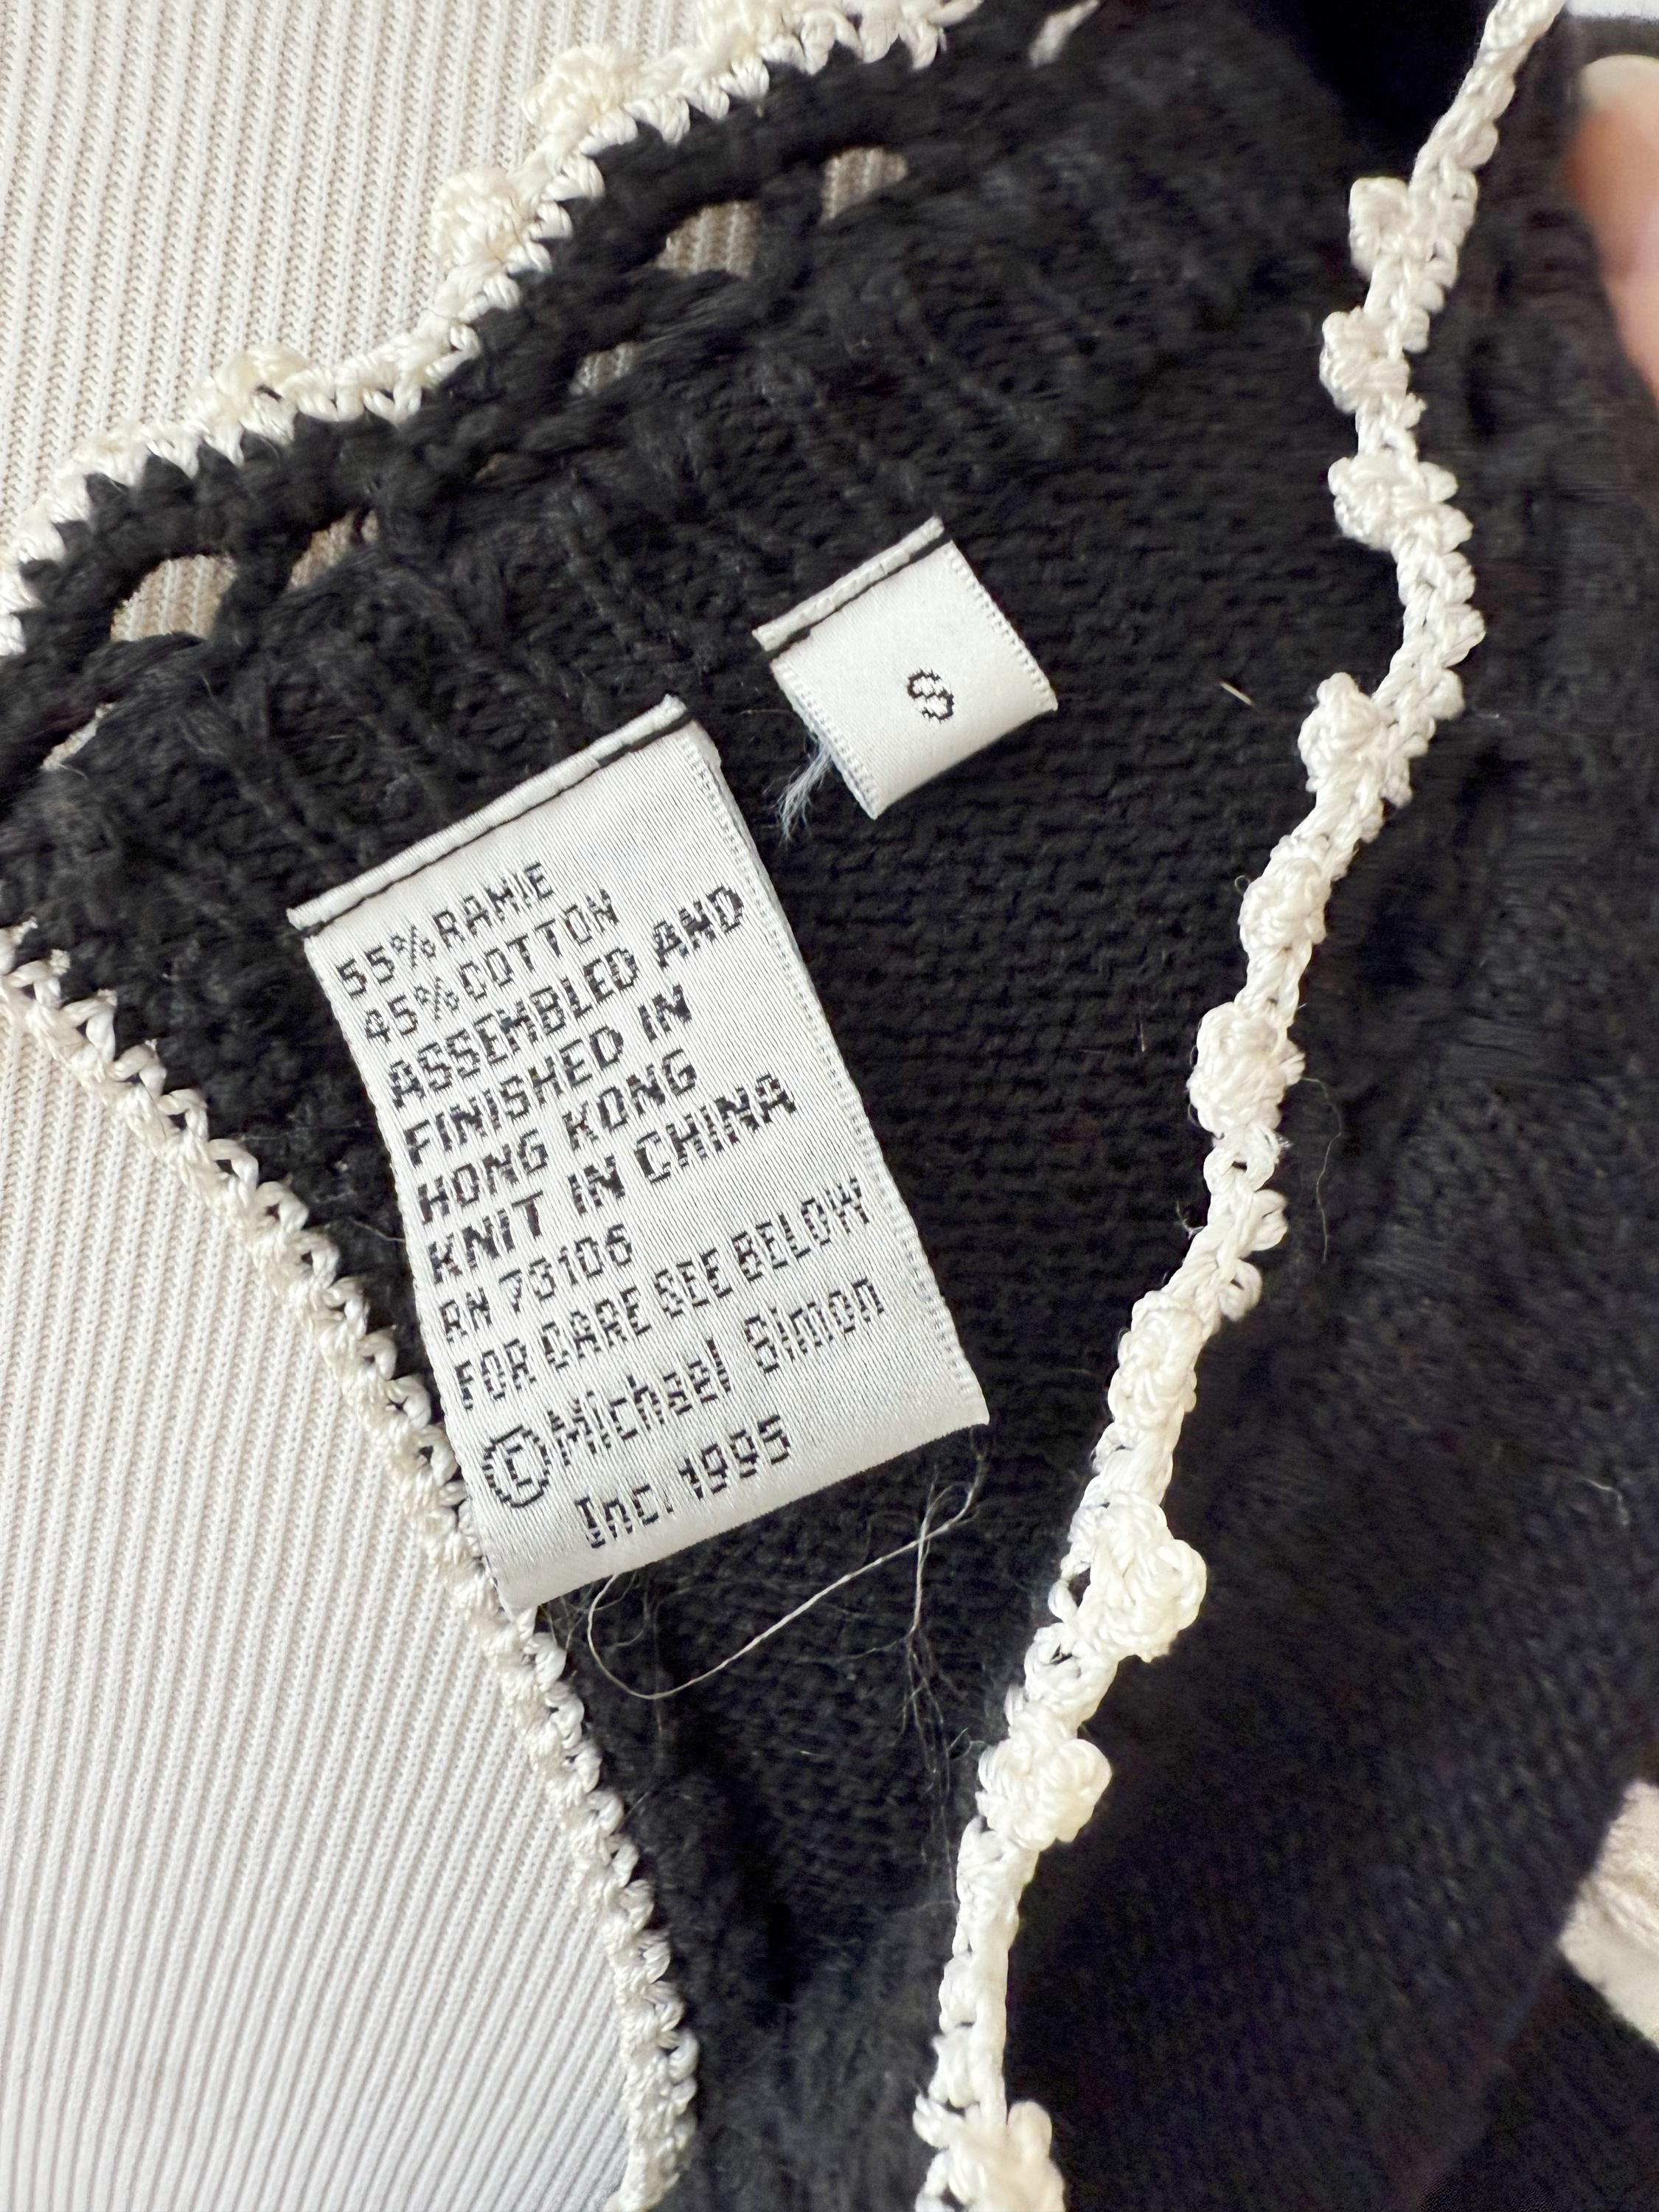 S
55% RAMIE
45% COTTON
ASSEMBLED AND
FINISHED IN
HONG KONG
KNIT IN CHINA
RN 73106
FOR CARE SEE BELOW
©Michael Simon
Inc. 1995